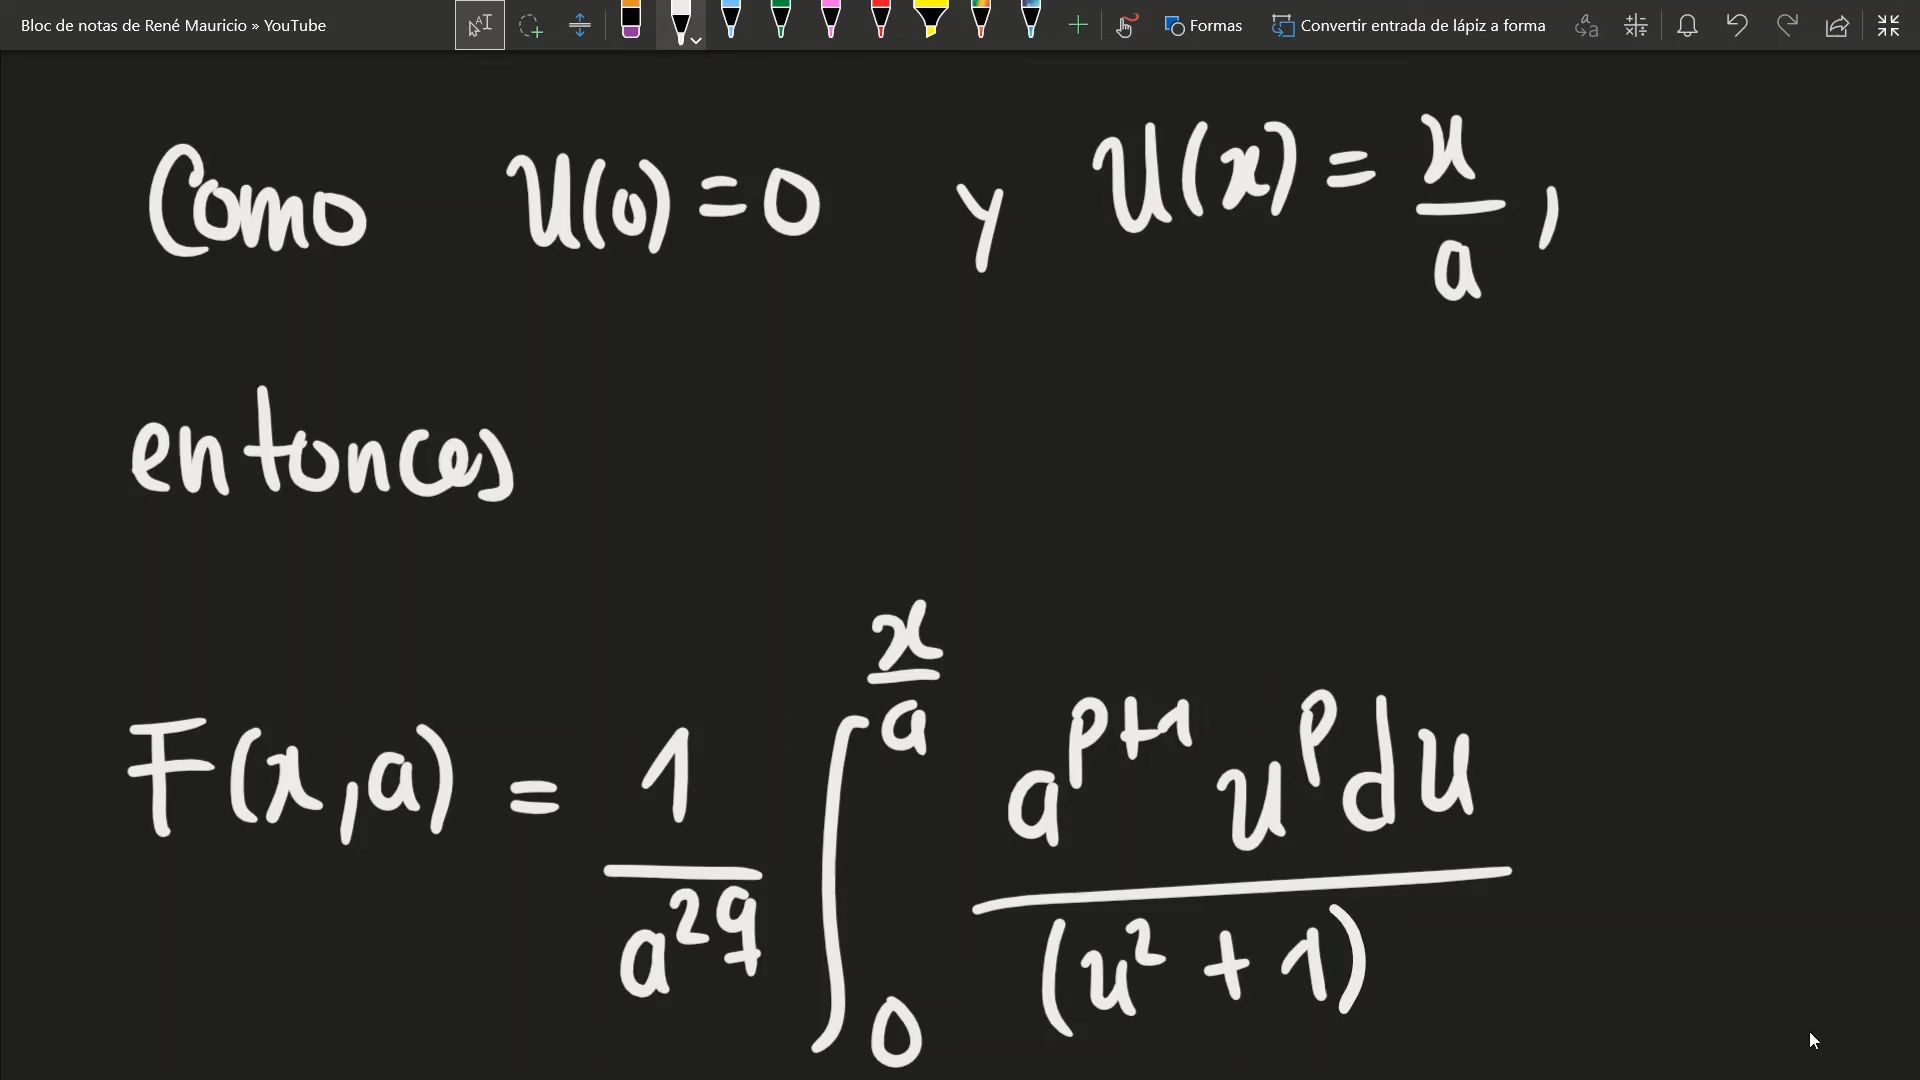 Bloc de notas de René Mauricio » YouTube Formas Convertir entrada de lápiz a forma
Como u(0) = 0 y u(x) = x/a ,
entonces
F(x,a) = 1/a^{2q} ∫_0^{x/a} a^{p+1} u^p du / (u² + 1)